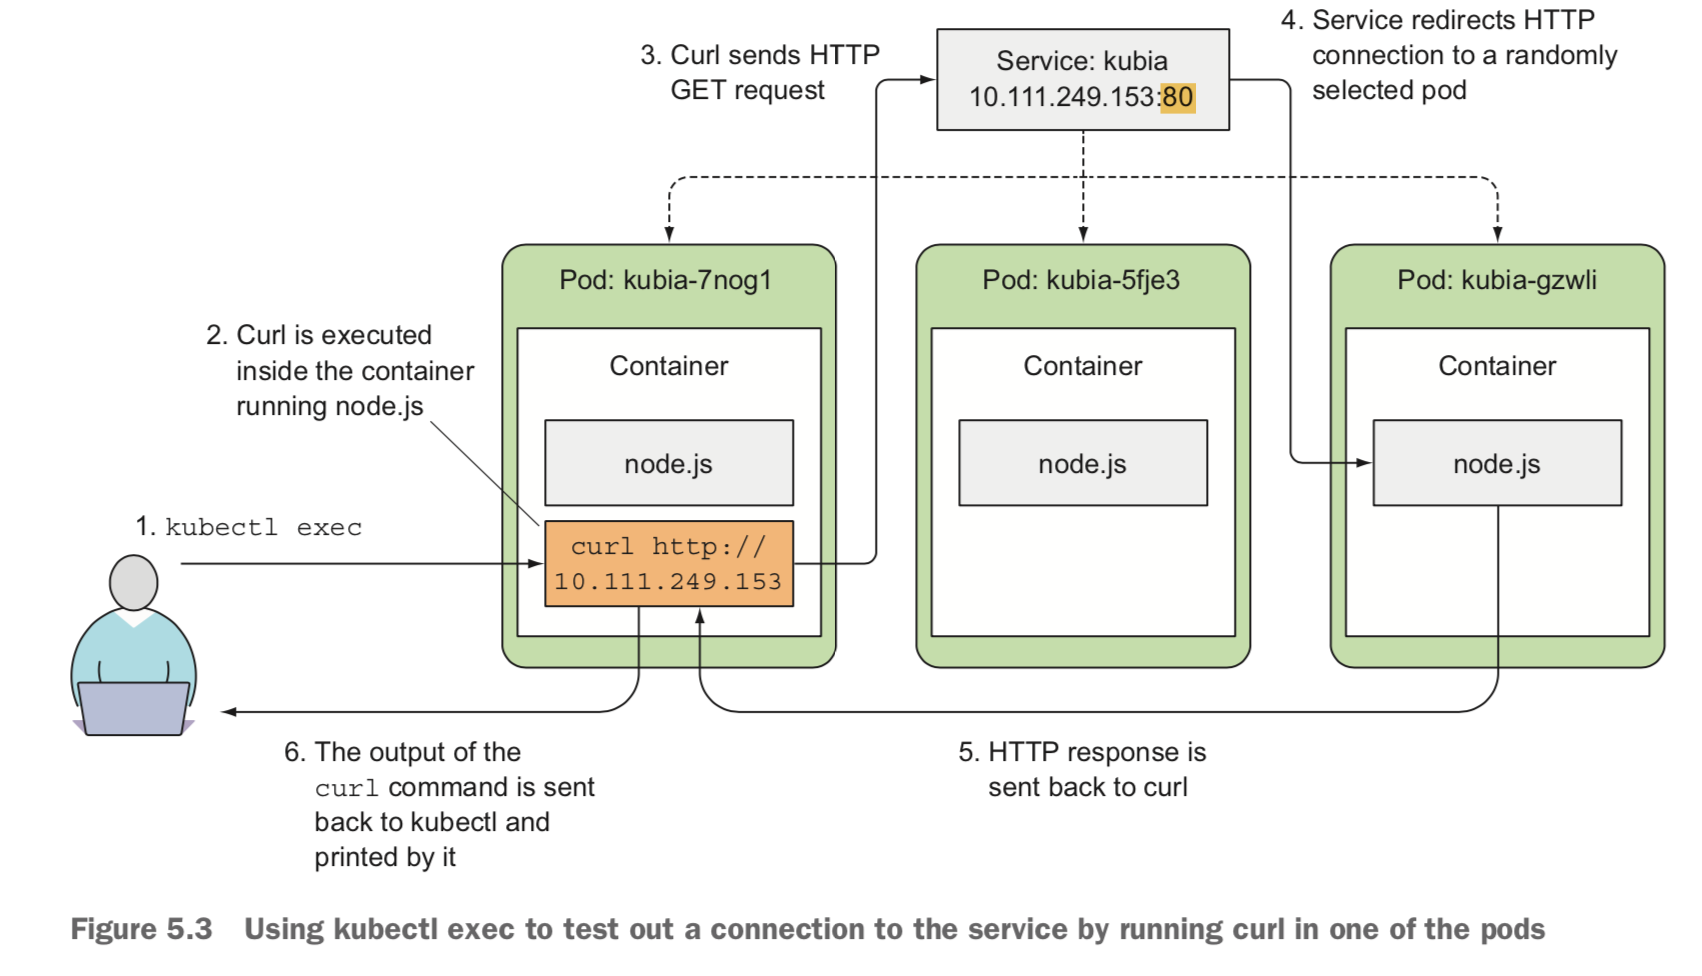 3. Curl sends HTTP
GET request
Service: kubia
10.111.249.153:80
4. Service redirects HTTP
connection to a randomly
selected pod
Pod: kubia-7nog1
Pod: kubia-5fje3
Pod: kubia-gzwli
2. Curl is executed
inside the container
running node.js
Container
Container
Container
node.js
node.js
node.js
1. kubectl exec
curl http://
10.111.249.153
6. The output of the
curl command is sent
back to kubectl and
printed by it
5. HTTP response is
sent back to curl
Figure 5.3 Using kubectl exec to test out a connection to the service by running curl in one of the pods